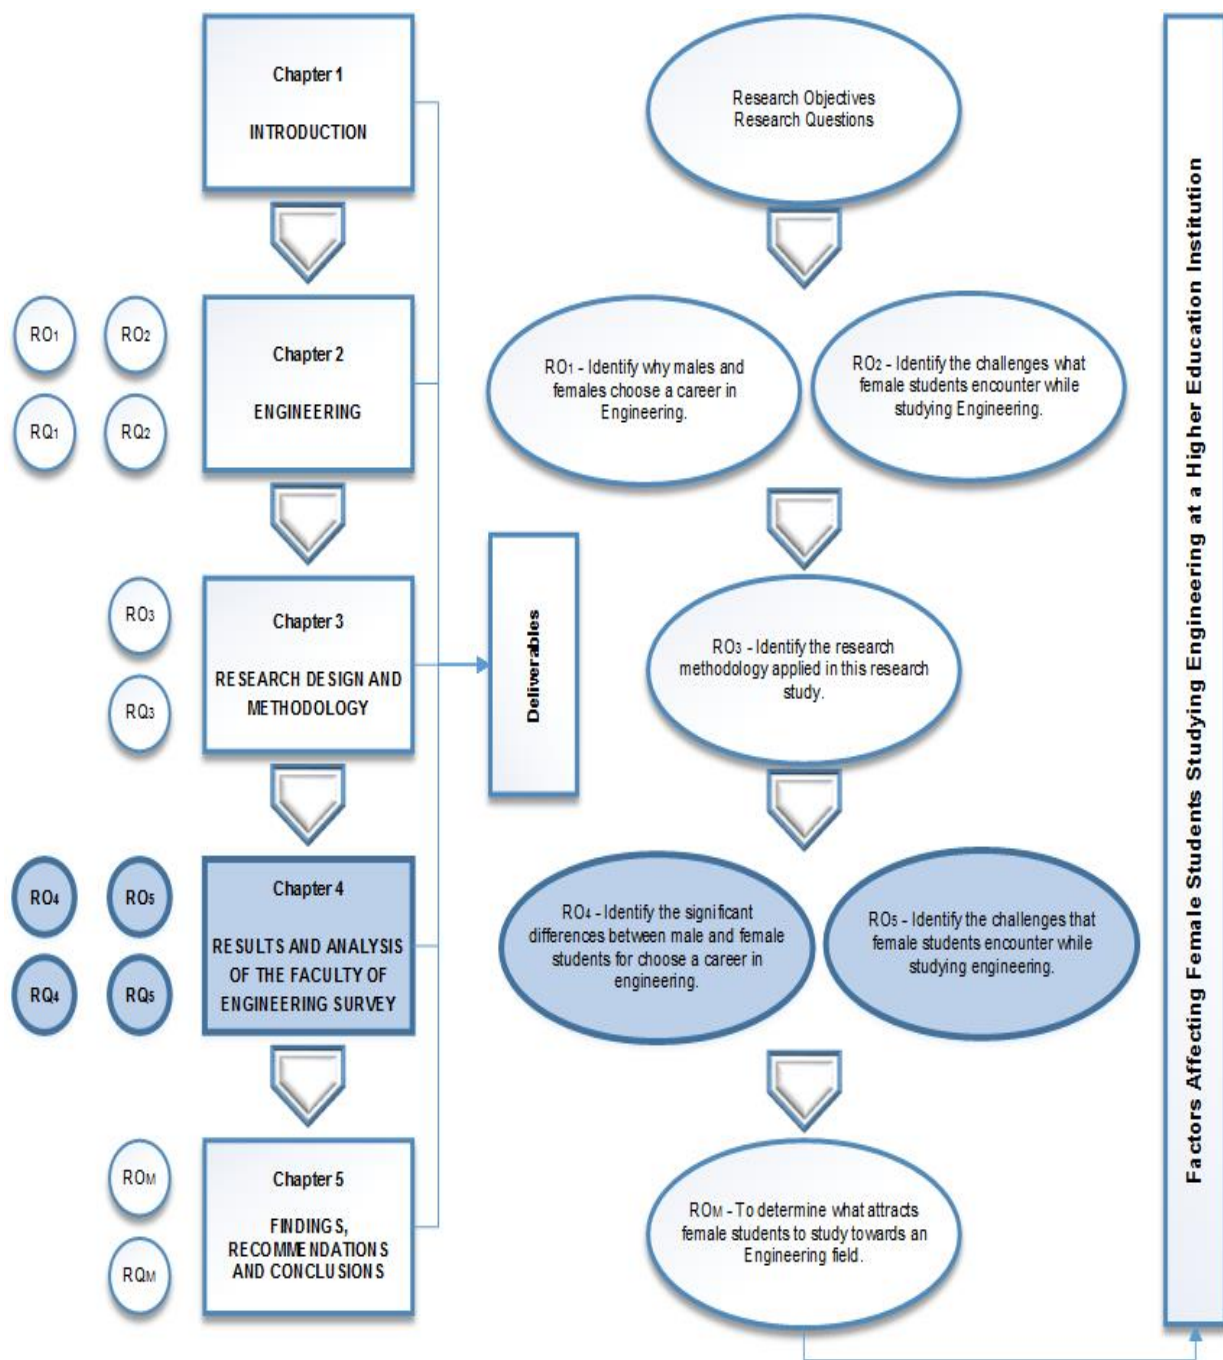 Chapter 1
INTRODUCTION
RO1
RO2
RQ1
RQ2
Chapter 2
ENGINEERING
RO3
RQ3
Chapter 3
RESEARCH DESIGN AND
METHODOLOGY
RO4
RO5
RQ4
RQ5
Chapter 4
RESULTS AND ANALYSIS
OF THE FACULTY OF
ENGINEERING SURVEY
ROM
RQM
Chapter 5
FINDINGS,
RECOMMENDATIONS
AND CONCLUSIONS
Deliverables
Research Objectives
Research Questions
RO1 - Identify why males and
females choose a career in
Engineering.
RO2 - Identify the challenges what
female students encounter while
studying Engineering.
RO3 - Identify the research
methodology applied in this research
study.
RO4 - Identify the significant
differences between male and female
students for choose a career in
engineering.
RO5 - Identify the challenges that
female students encounter while
studying engineering.
ROM - To determine what attracts
female students to study towards an
Engineering field.
Factors Affecting Female Students Studying Engineering at a Higher Education Institution